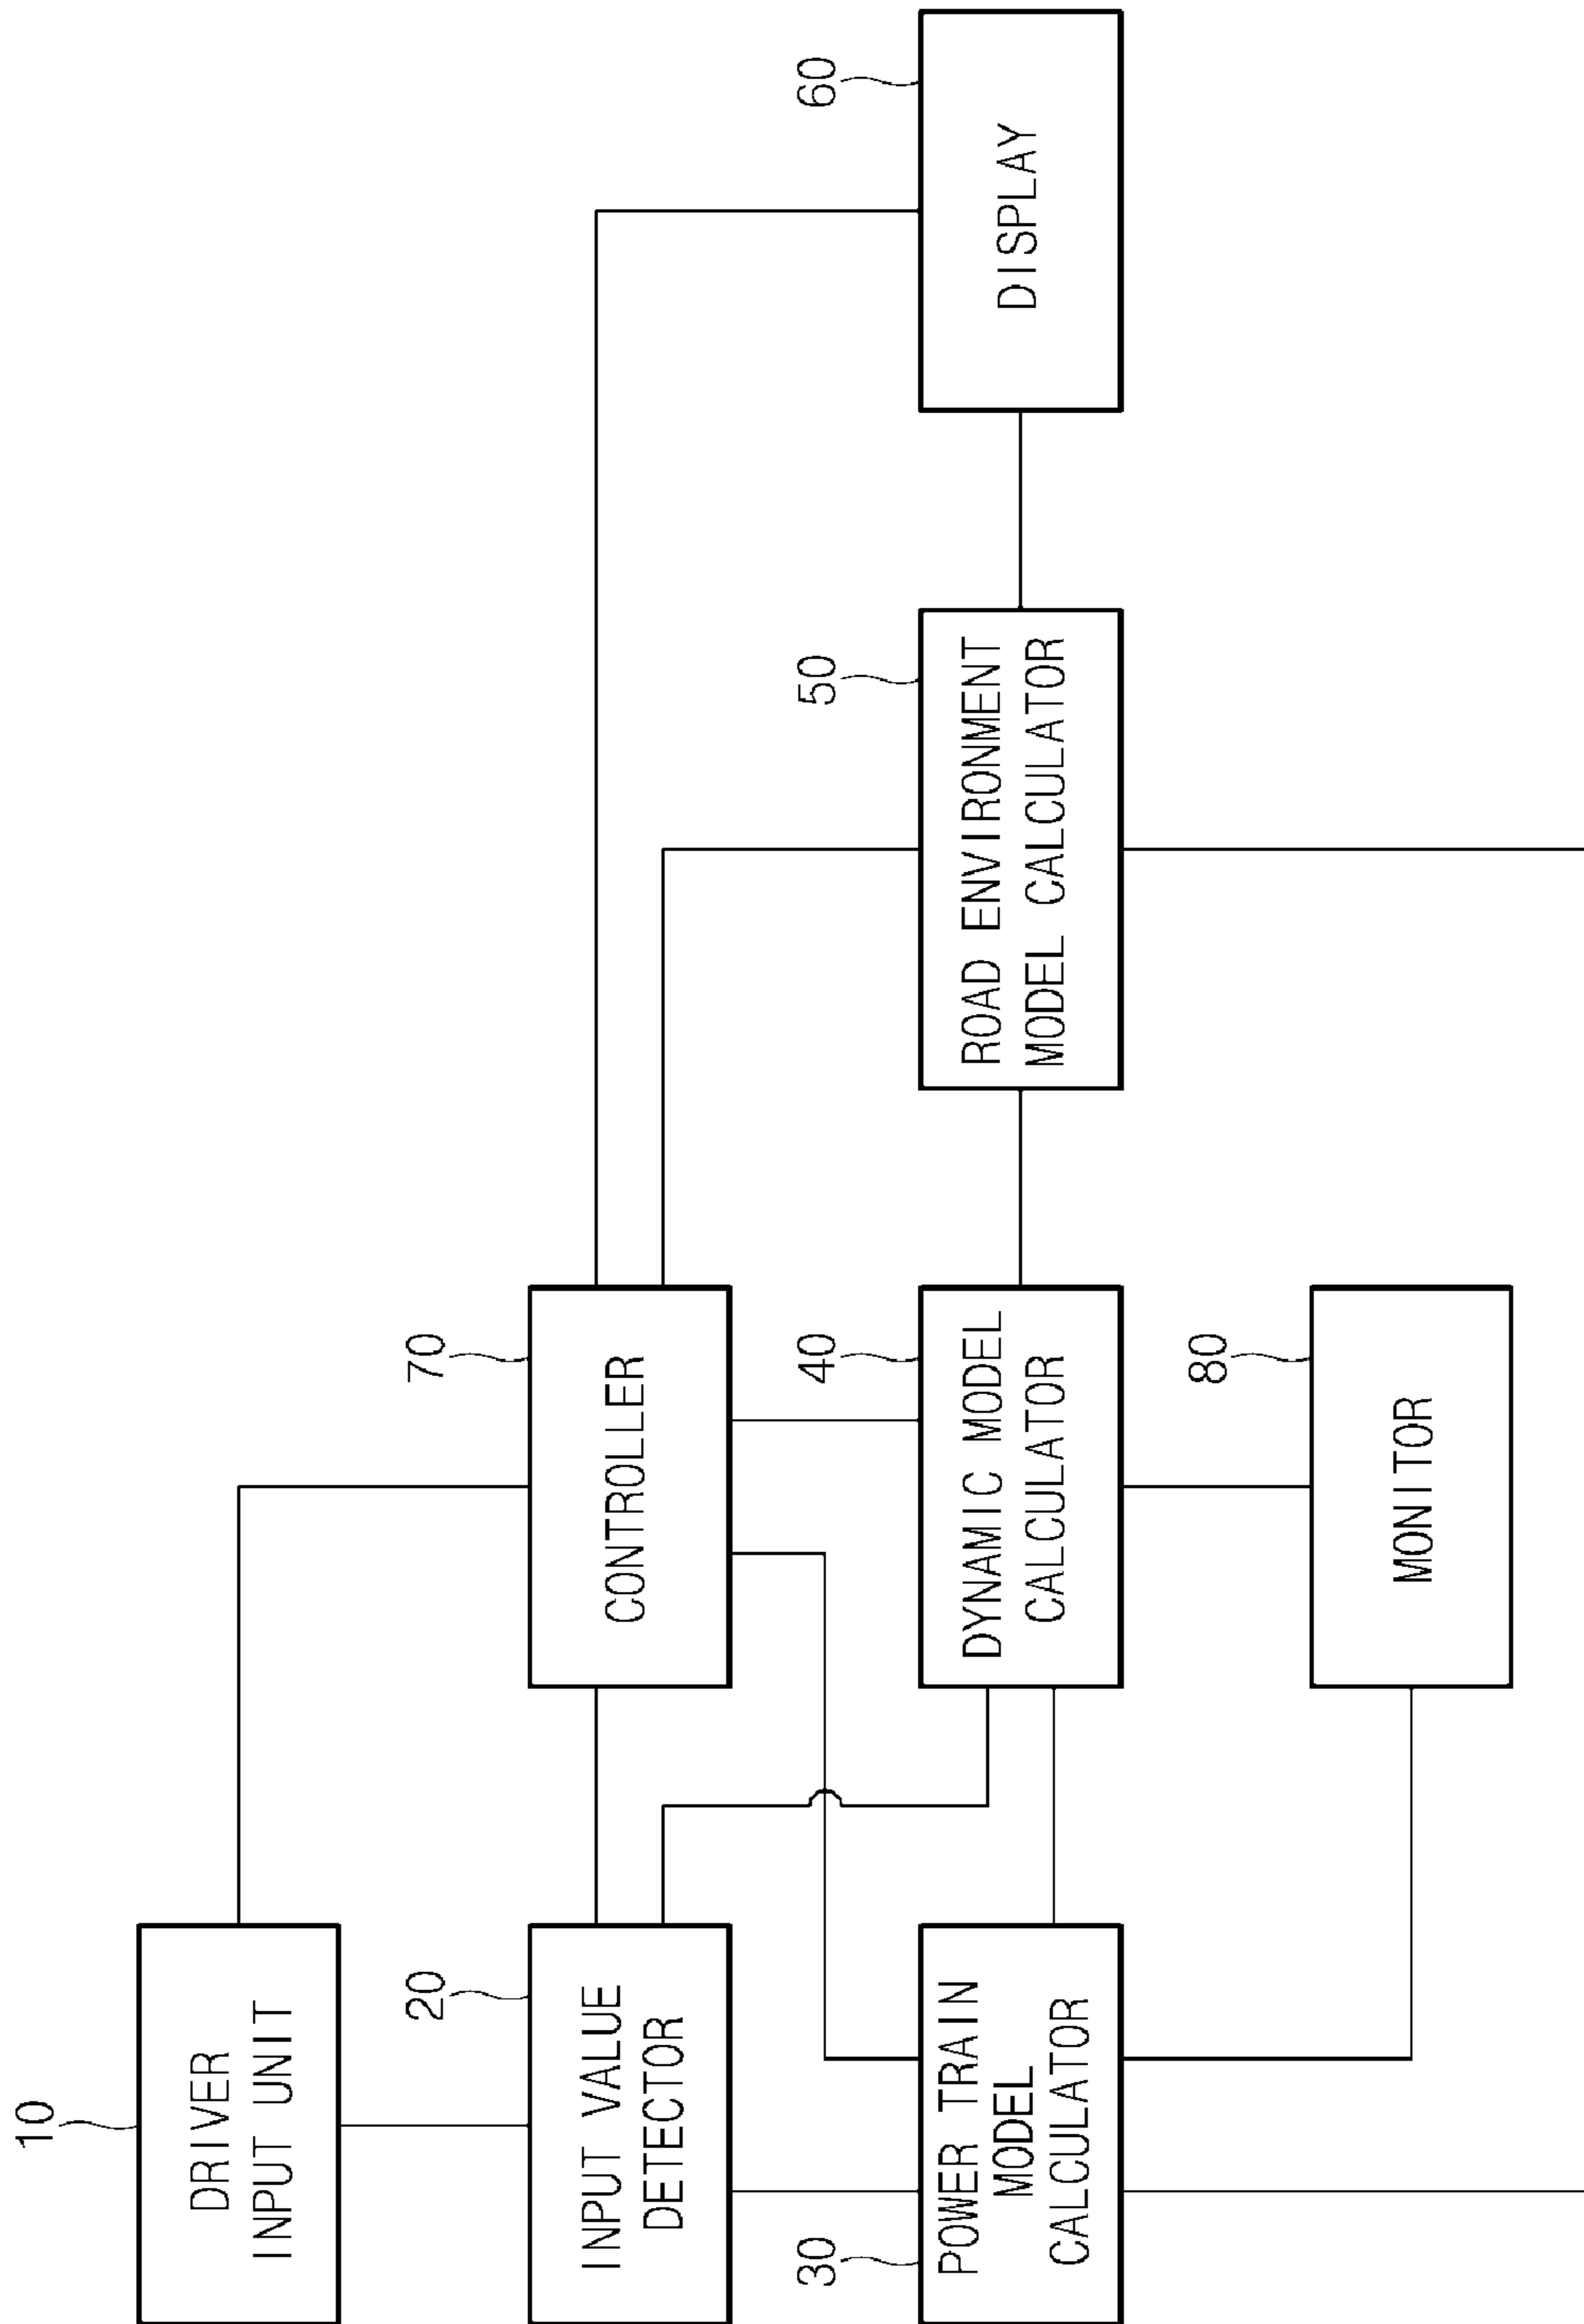 10
DRIVER
INPUT UNIT
20
INPUT VALUE
DETECTOR
70
CONTROLLER
30
POWER TRAIN
MODEL
CALCULATOR
40
DYNAMIC MODEL
CALCULATOR
50
ROAD ENVIRONMENT
MODEL CALCULATOR
60
DISPLAY
80
MONITOR